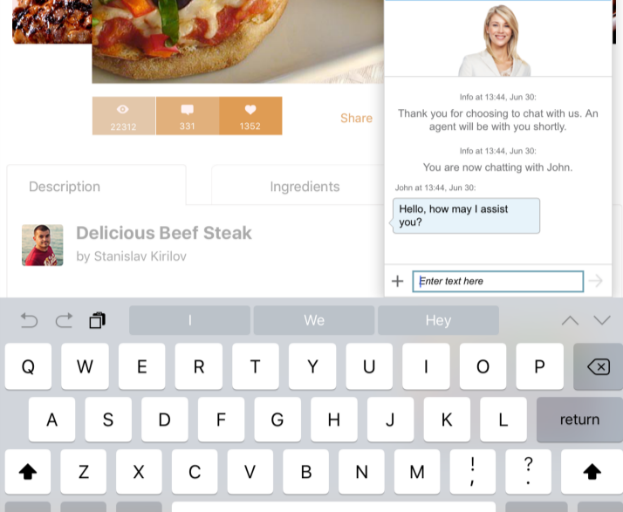 22312
331
1352
Share
Description
Ingredients
Delicious Beef Steak
by Stanislav Kirilov
Info at 13:44, Jun 30:
Thank you for choosing to chat with us. An
agent will be with you shortly.
Info at 13:44, Jun 30:
You are now chatting with John.
John at 13:44, Jun 30:
Hello, how may I assist
you?
+
Enter text here
I
We
Hey
Q W E R T Y U I O P
A S D F G H J K L return
Z X C V B N M ! , ? .